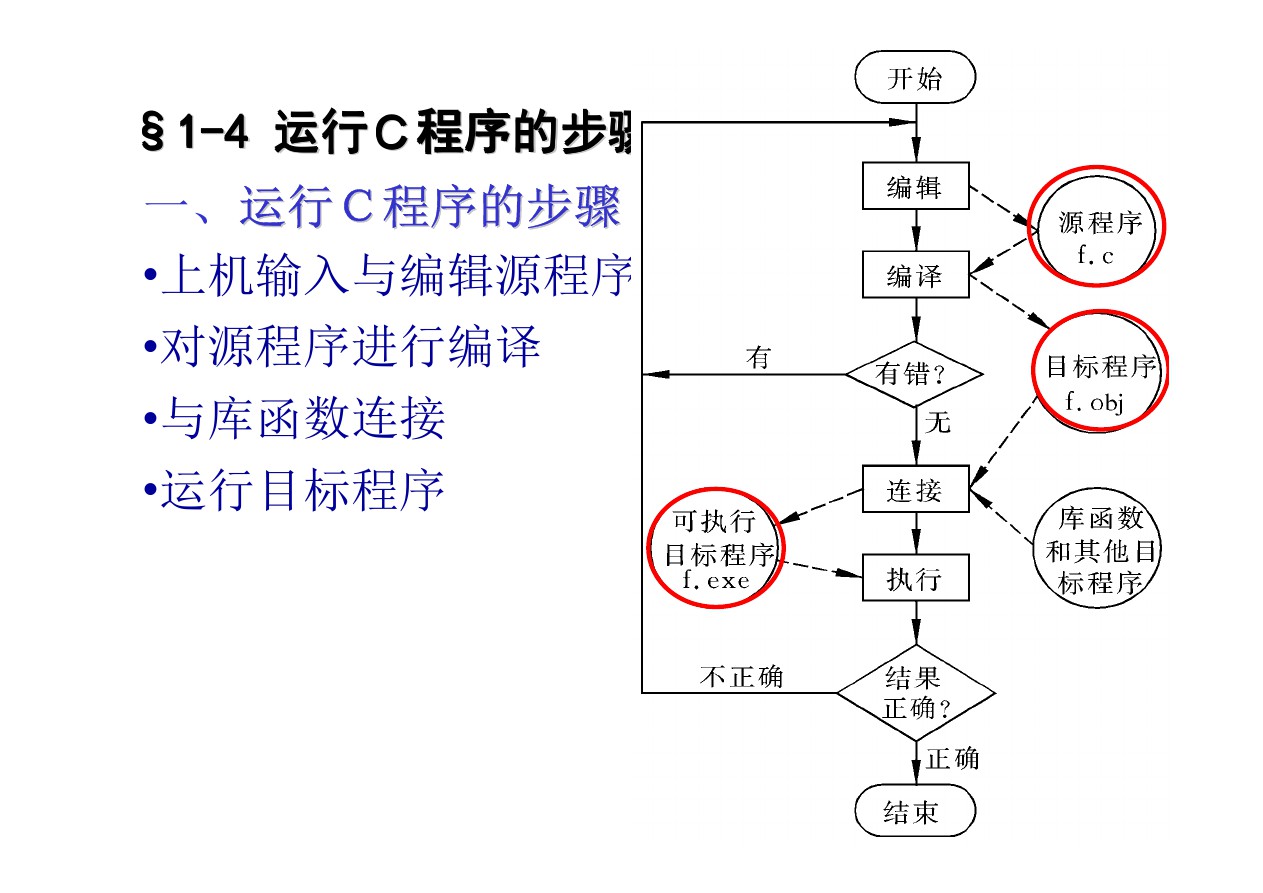 §1-4 运行C程序的步骤
一、运行C程序的步骤
•上机输入与编辑源程序
•对源程序进行编译
•与库函数连接
•运行目标程序
开始
编辑
源程序
f.c
编译
有
有错?
目标程序
f.obj
无
连接
可执行
目标程序
f.exe
库函数
和其他目
标程序
执行
不正确
结果
正确?
正确
结束